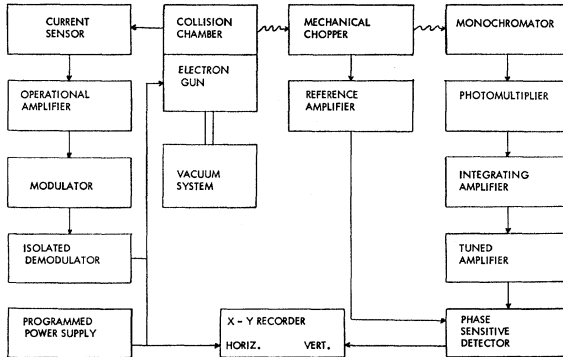 CURRENT
SENSOR
COLLISION
CHAMBER
MECHANICAL
CHOPPER
MONOCHROMATOR
OPERATIONAL
AMPLIFIER
ELECTRON
GUN
REFERENCE
AMPLIFIER
PHOTOMULTIPLIER
MODULATOR
VACUUM
SYSTEM
INTEGRATING
AMPLIFIER
ISOLATED
DEMODULATOR
TUNED
AMPLIFIER
PROGRAMMED
POWER SUPPLY
X - Y RECORDER
HORIZ. VERT.
PHASE
SENSITIVE
DETECTOR